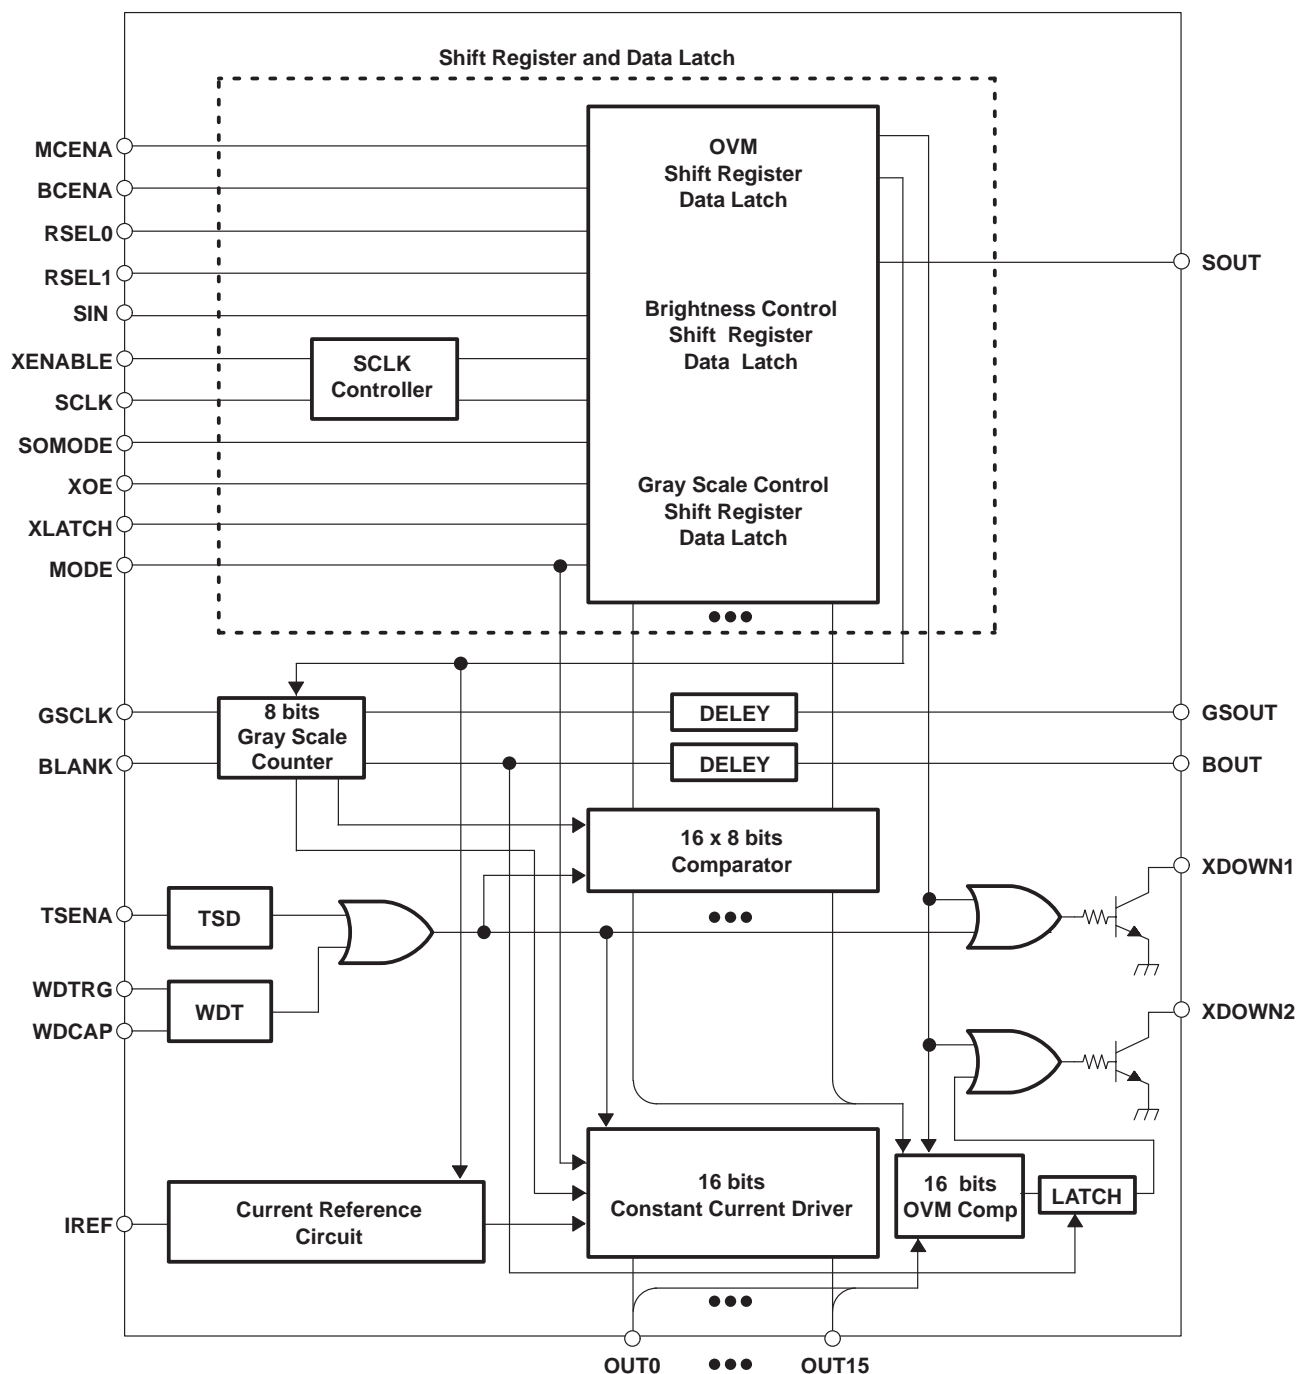 Shift Register and Data Latch
MCENA
BCENA
RSEL0
RSEL1
SIN
XENABLE
SCLK
SOMODE
XOE
XLATCH
MODE
SCLK
Controller
OVM
Shift Register
Data Latch
Brightness Control
Shift Register
Data Latch
Gray Scale Control
Shift Register
Data Latch
SOUT
GSCLK
BLANK
8 bits
Gray Scale
Counter
DELEY
DELEY
GSOUT
BOUT
16 x 8 bits
Comparator
XDOWN1
TSENA
TSD
WDTRG
WDCAP
WDT
XDOWN2
IREF
Current Reference
Circuit
16 bits
Constant Current Driver
16 bits
OVM Comp
LATCH
OUT0
OUT15